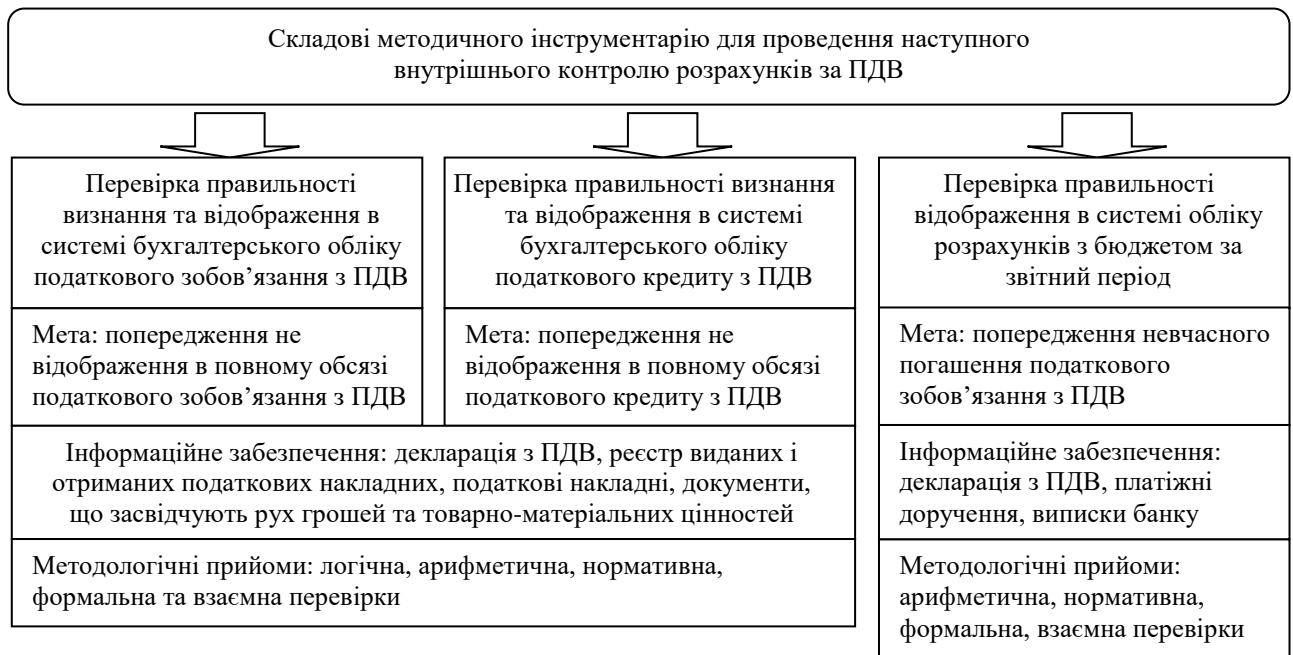 Складові методичного інструментарію для проведення наступного
внутрішнього контролю розрахунків за ПДВ
Перевірка правильності
визнання та відображення в
системі бухгалтерського обліку
податкового зобов’язання з ПДВ
Мета: попередження не
відображення в повному обсязі
податкового зобов’язання з ПДВ
Перевірка правильності визнання
та відображення в системі
бухгалтерського обліку
податкового кредиту з ПДВ
Мета: попередження не
відображення в повному обсязі
податкового кредиту з ПДВ
Інформаційне забезпечення: декларація з ПДВ, реєстр виданих і
отриманих податкових накладних, податкові накладні, документи,
що засвідчують рух грошей та товарно-матеріальних цінностей
Методологічні прийоми: логічна, арифметична, нормативна,
формальна та взаємна перевірки
Перевірка правильності
відображення в системі обліку
розрахунків з бюджетом за
звітний період
Мета: попередження невчасного
погашення податкового
зобов’язання з ПДВ
Інформаційне забезпечення:
декларація з ПДВ, платіжні
доручення, виписки банку
Методологічні прийоми:
арифметична, нормативна,
формальна, взаємна перевірки